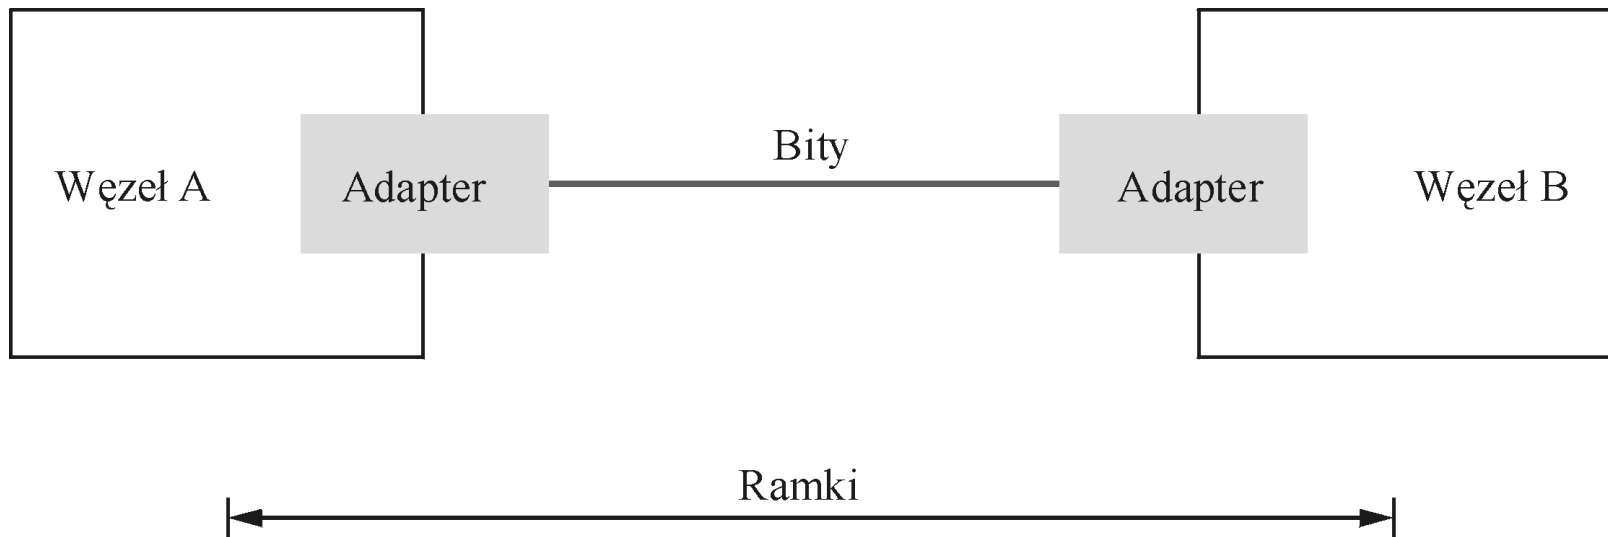 Bity
Węzeł A
Adapter
Adapter
Węzeł B
Ramki